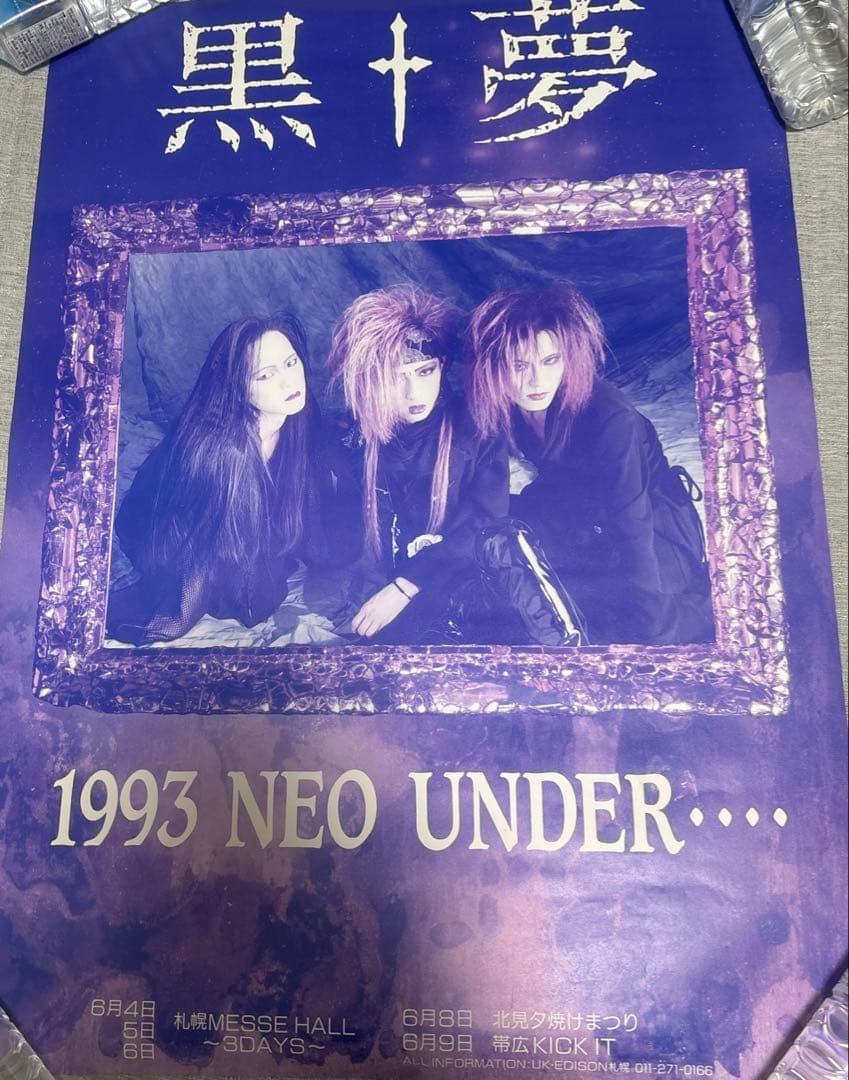 黒†夢
1993 NEO UNDER････
6月4日
5日
6日
札幌MESSE HALL
～3DAYS～
6月8日 北見夕焼けまつり
6月9日 帯広KICK IT
ALL INFORMATION:UK-EDISON札幌 011-271-0166